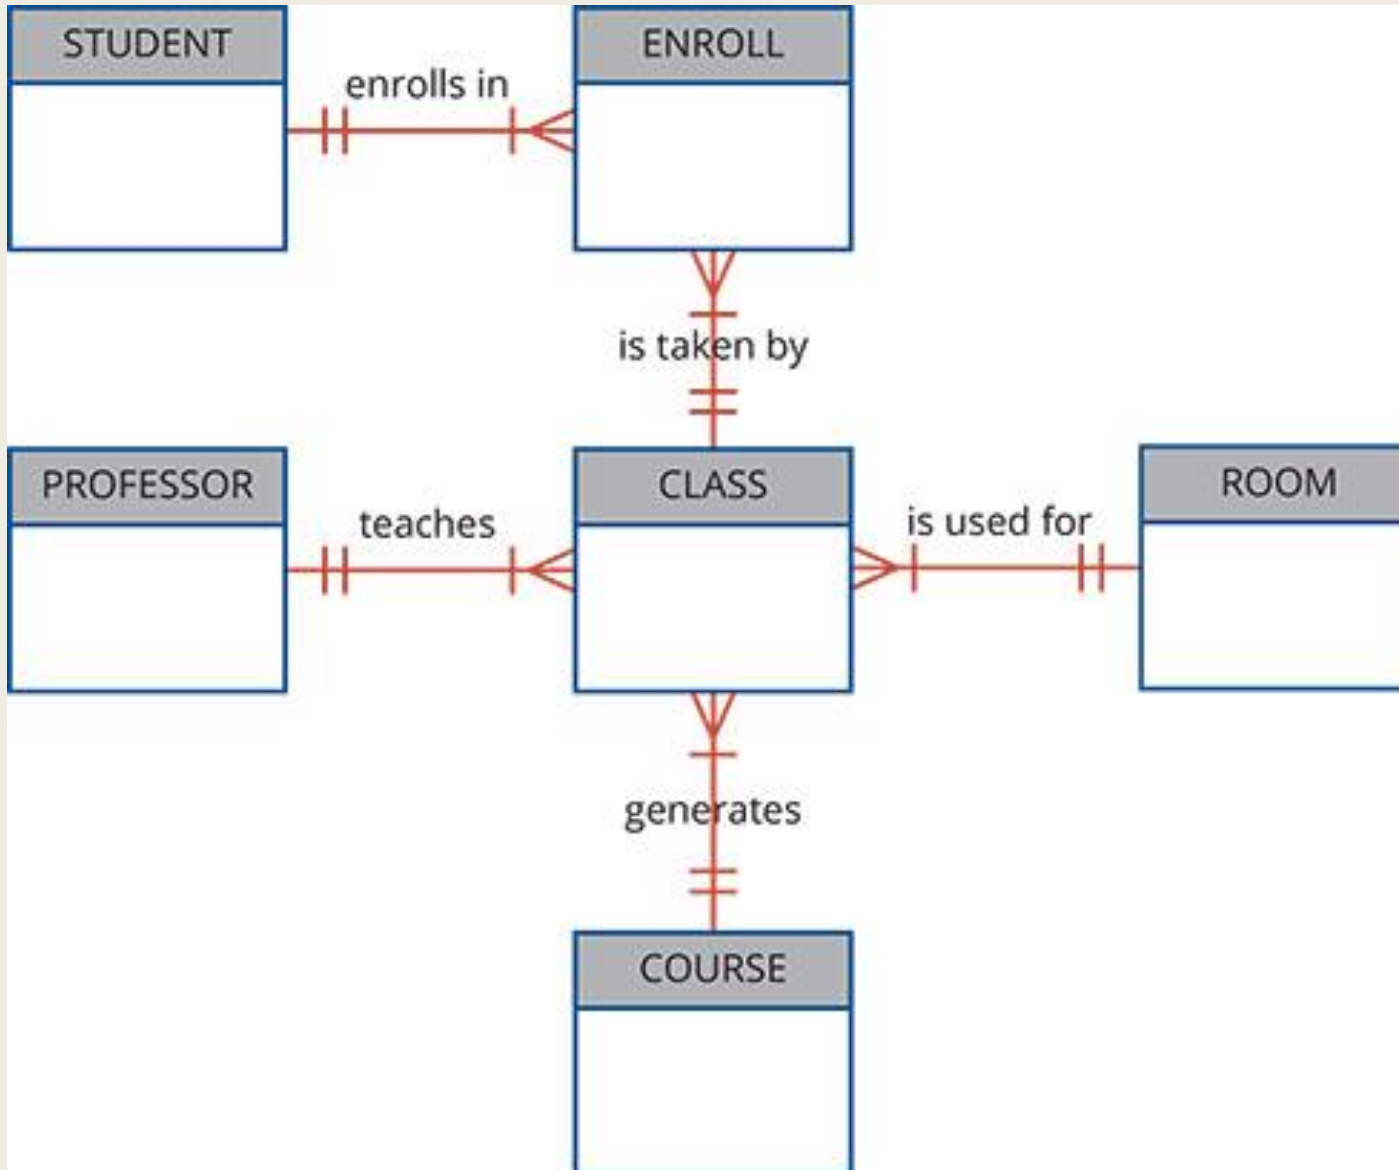 STUDENT
ENROLL
enrolls in
is taken by
PROFESSOR
CLASS
ROOM
teaches
is used for
generates
COURSE